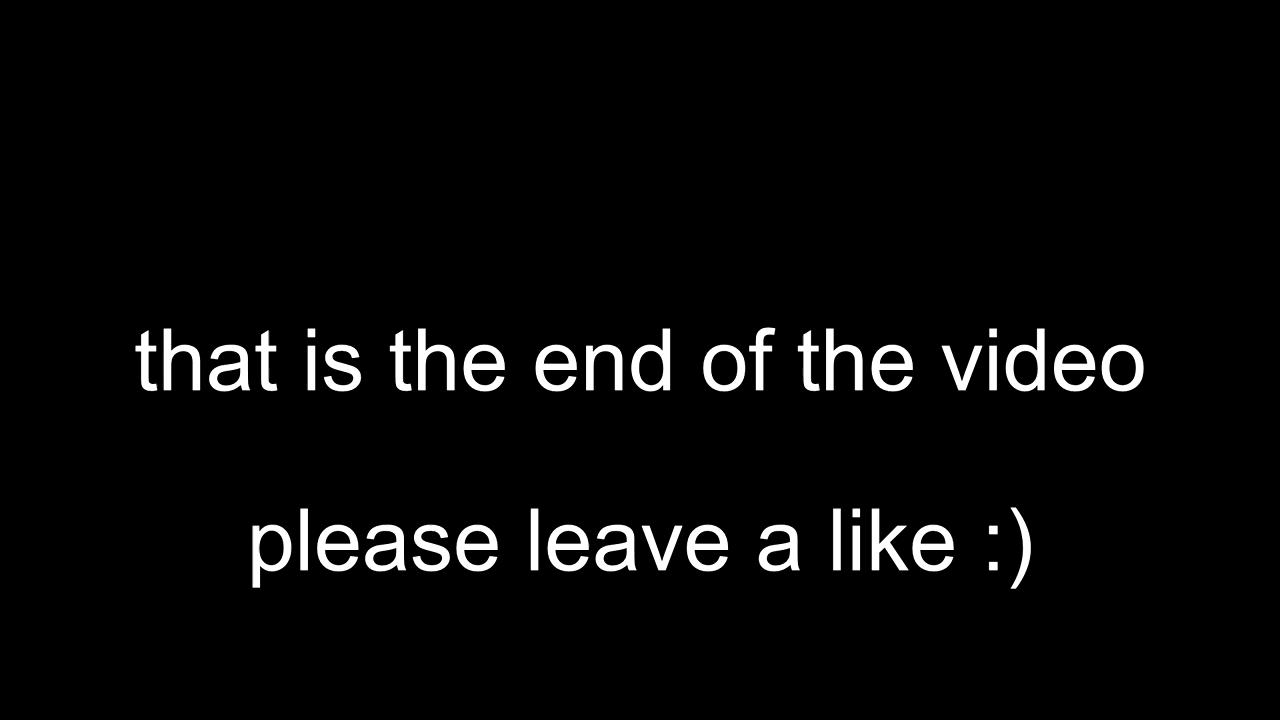 that is the end of the video
please leave a like :)